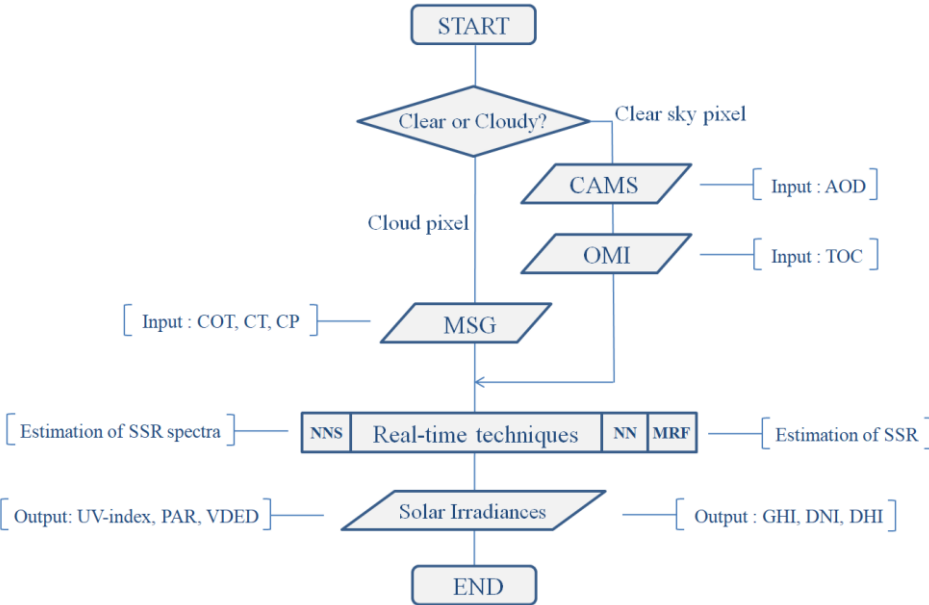 START
Clear or Cloudy?
Clear sky pixel
CAMS
Input : AOD
Cloud pixel
OMI
Input : TOC
Input : COT, CT, CP
MSG
Estimation of SSR spectra
NNS
Real-time techniques
NN
MRF
Estimation of SSR
Output: UV-index, PAR, VDED
Solar Irradiances
Output : GHI, DNI, DHI
END